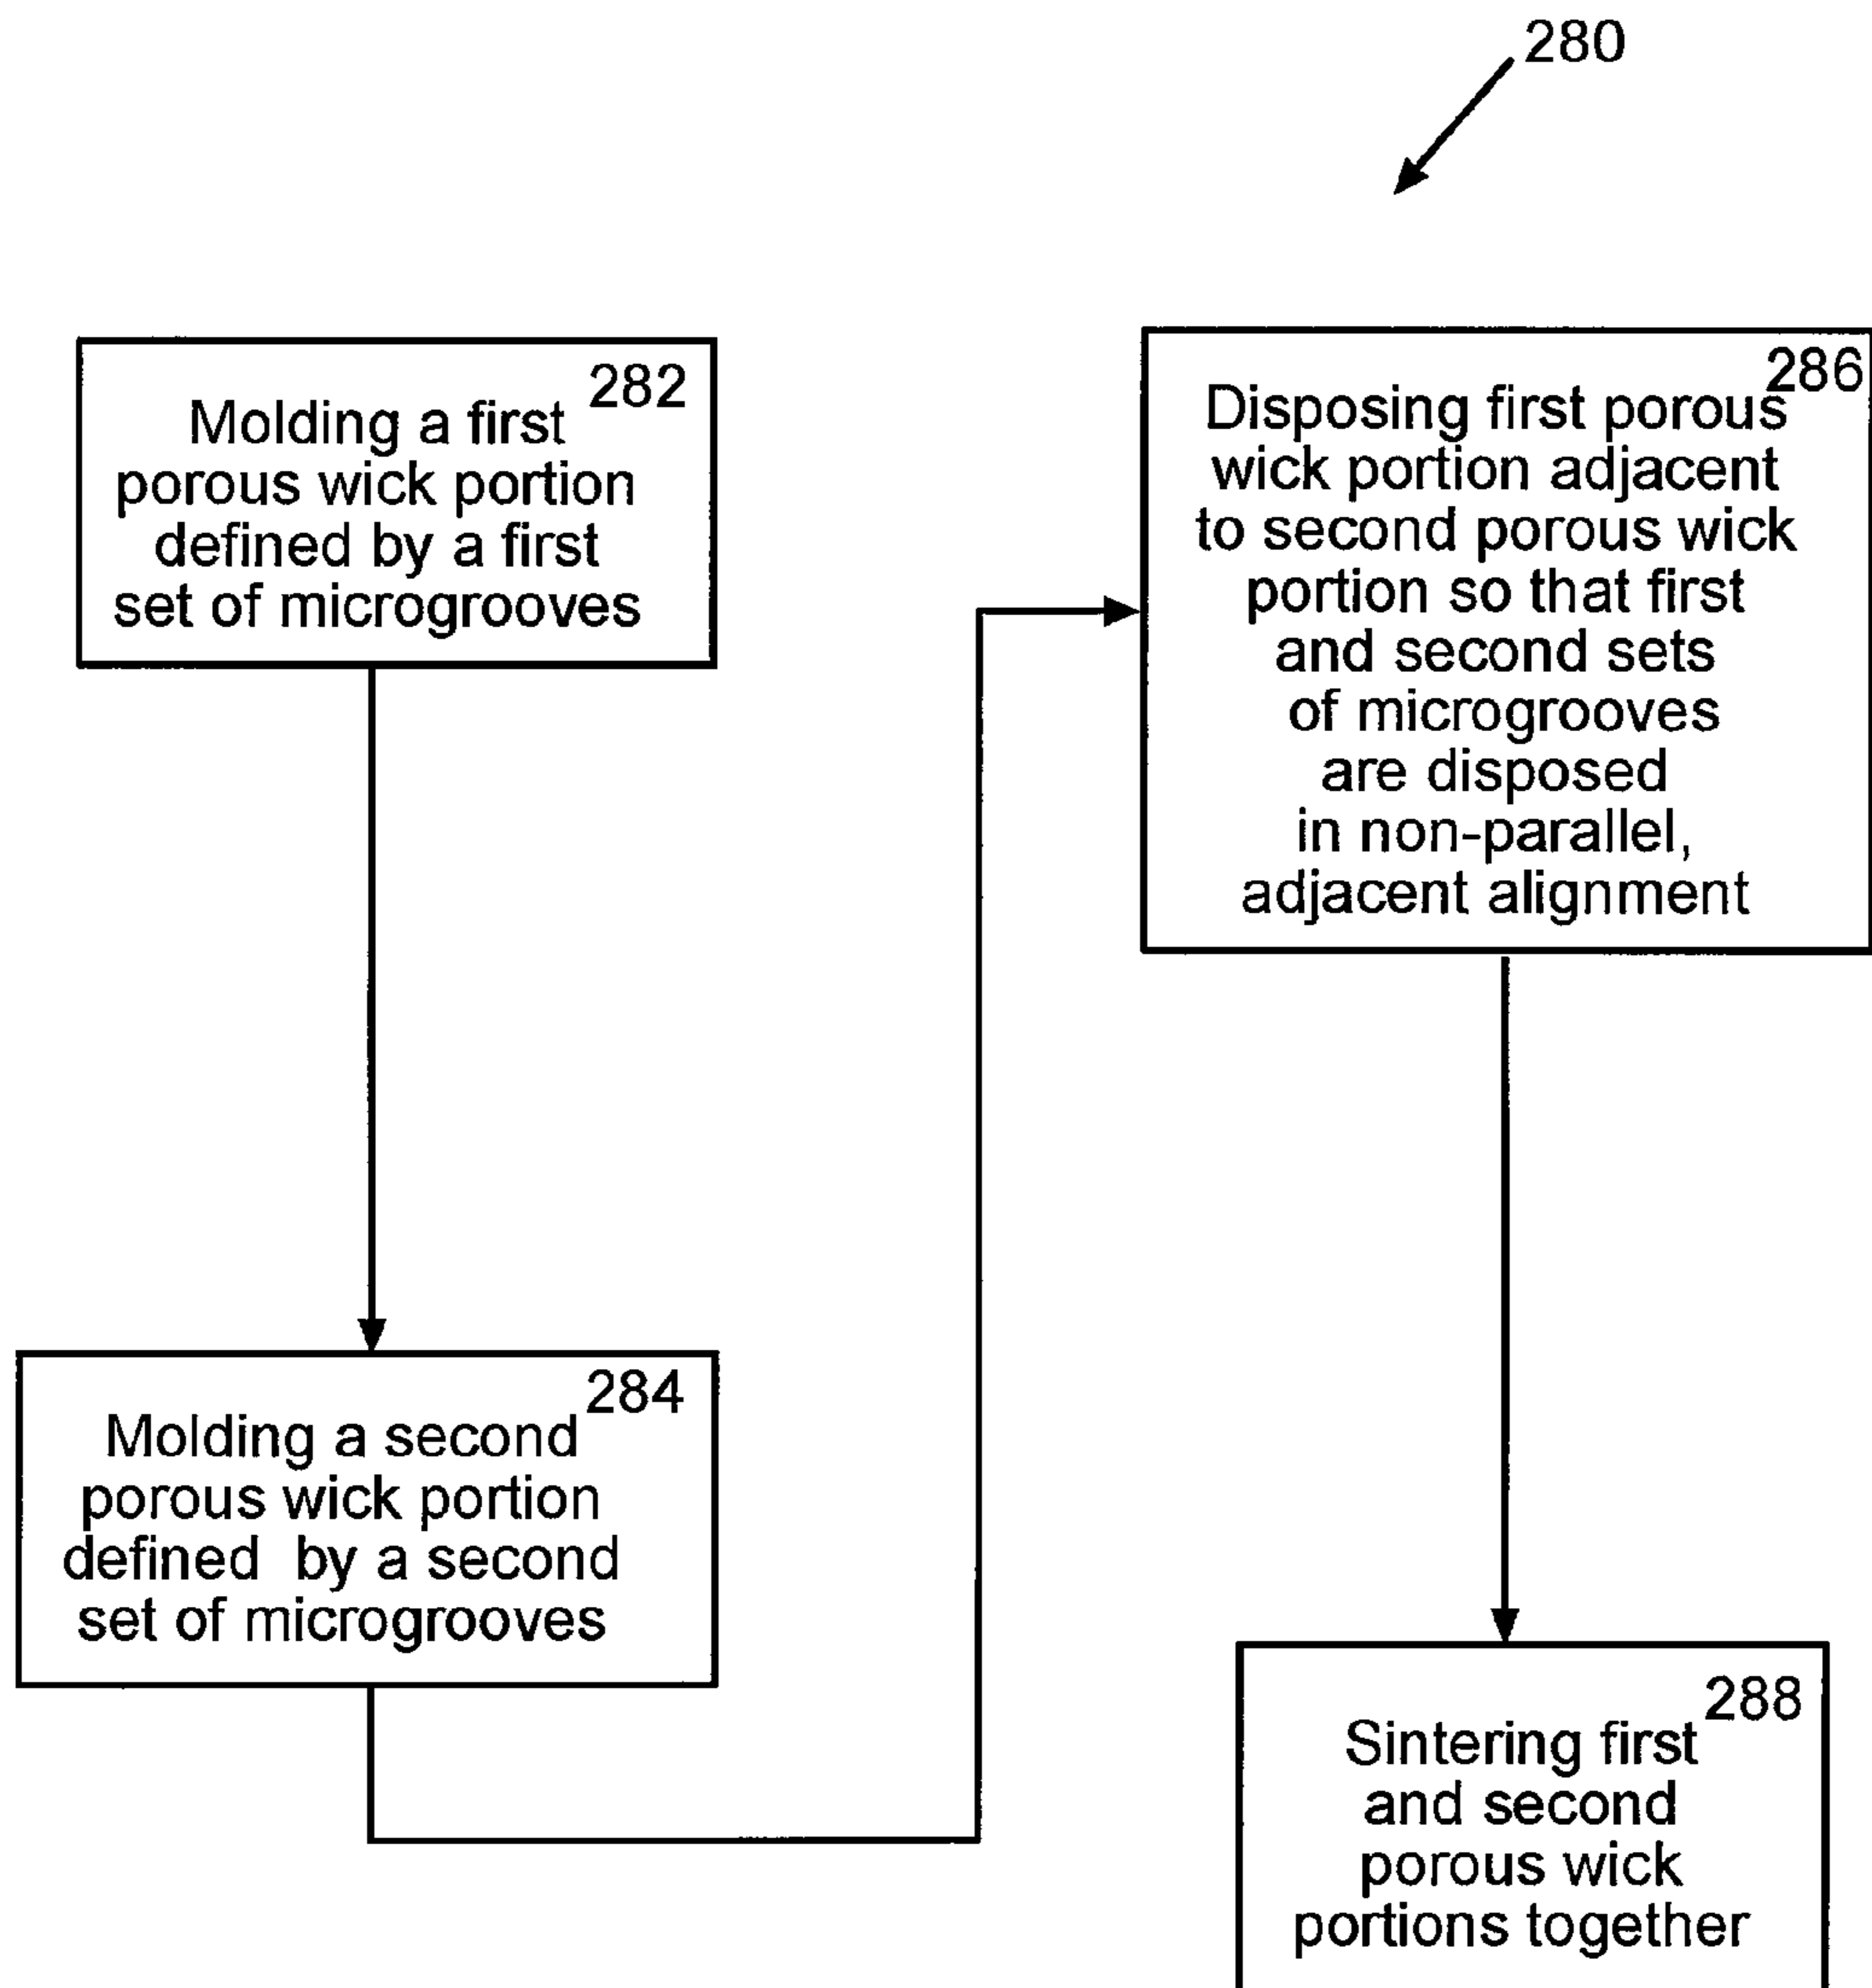 280
282
Molding a first
porous wick portion
defined by a first
set of microgrooves
284
Molding a second
porous wick portion
defined by a second
set of microgrooves
286
Disposing first porous
wick portion adjacent
to second porous wick
portion so that first
and second sets
of microgrooves
are disposed
in non-parallel,
adjacent alignment
288
Sintering first
and second
porous wick
portions together